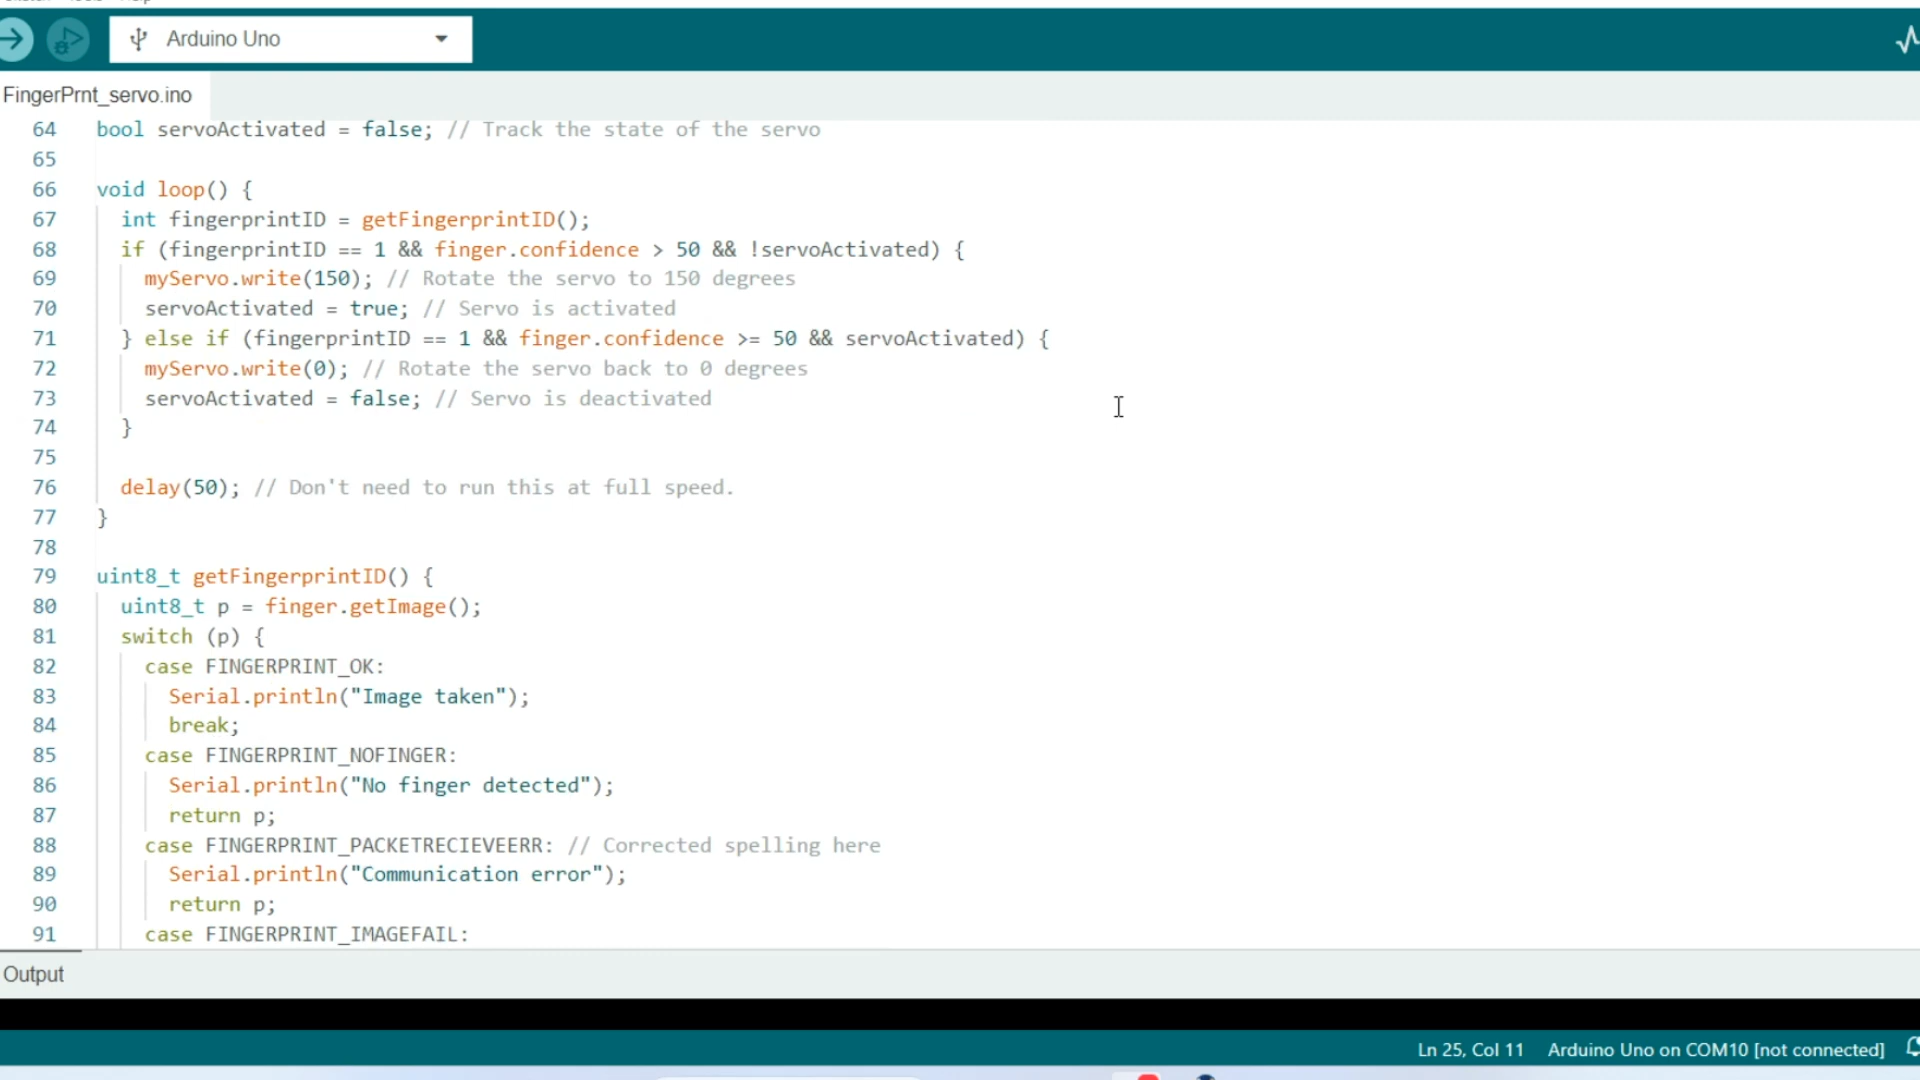 Arduino Uno
FingerPrnt_servo.ino
64 bool servoActivated = false; // Track the state of the servo
65
66 void loop() {
67 int fingerprintID = getFingerprintID();
68 if (fingerprintID == 1 && finger.confidence > 50 && !servoActivated) {
69 myServo.write(150); // Rotate the servo to 150 degrees
70 servoActivated = true; // Servo is activated
71 } else if (fingerprintID == 1 && finger.confidence >= 50 && servoActivated) {
72 myServo.write(0); // Rotate the servo back to 0 degrees
73 servoActivated = false; // Servo is deactivated
74 }
75
76 delay(50); // Don't need to run this at full speed.
77 }
78
79 uint8_t getFingerprintID() {
80 uint8_t p = finger.getImage();
81 switch (p) {
82 case FINGERPRINT_OK:
83 Serial.println("Image taken");
84 break;
85 case FINGERPRINT_NOFINGER:
86 Serial.println("No finger detected");
87 return p;
88 case FINGERPRINT_PACKETRECIEVEERR: // Corrected spelling here
89 Serial.println("Communication error");
90 return p;
91 case FINGERPRINT_IMAGEFAIL:
Output
Ln 25, Col 11 Arduino Uno on COM10 [not connected]